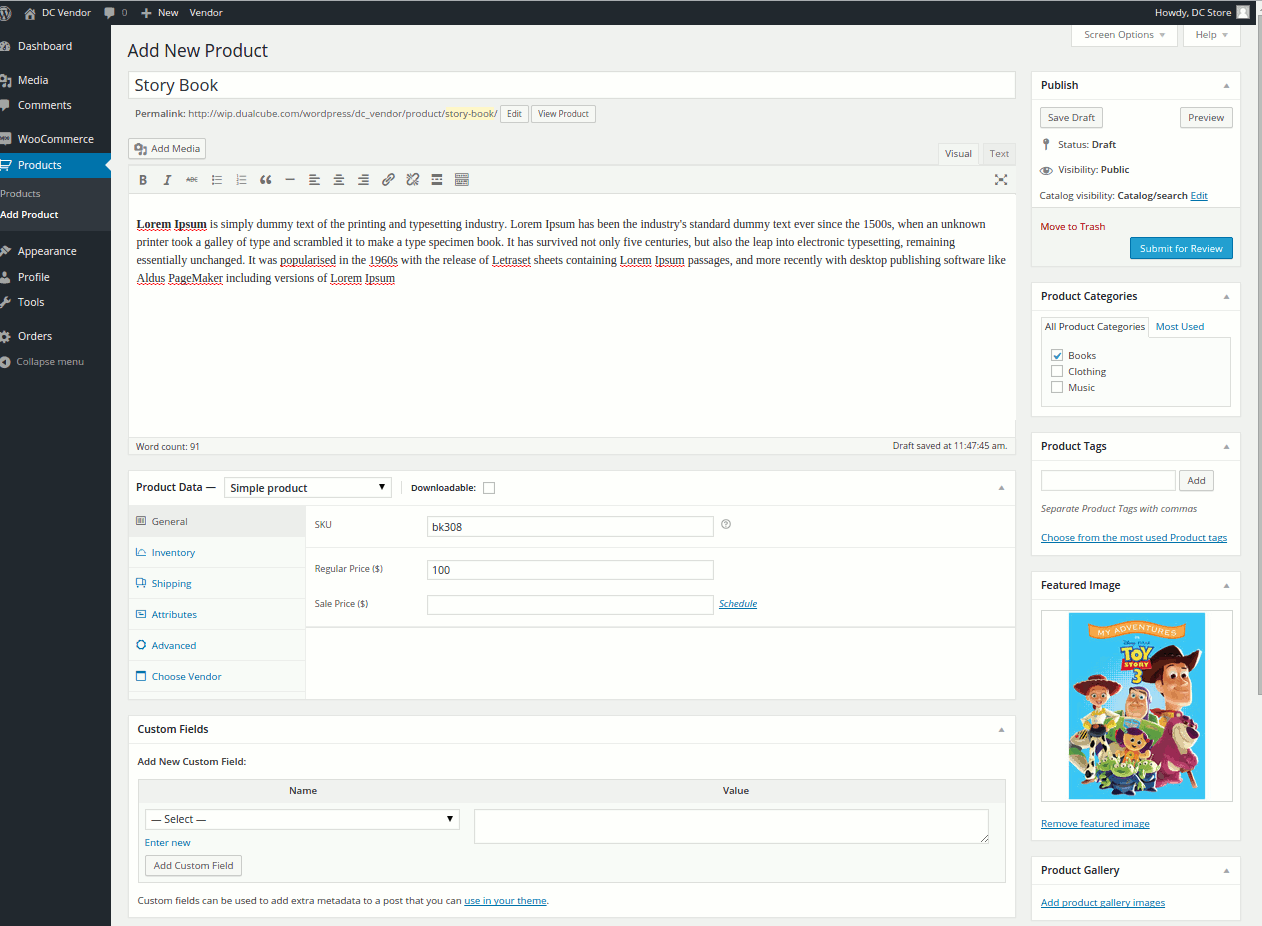 DC Vendor 0 New Vendor Howdy, DC Store
Dashboard
Media
Comments
WooCommerce
Products
Products
Add Product
Appearance
Profile
Tools
Orders
Collapse menu
Screen Options Help
Add New Product
Story Book
Permalink: http://wip.dualcube.com/wordpress/dc_vendor/product/story-book/ Edit View Product
Add Media
Visual Text
B I ABC
Lorem Ipsum is simply dummy text of the printing and typesetting industry. Lorem Ipsum has been the industry's standard dummy text ever since the 1500s, when an unknown
printer took a galley of type and scrambled it to make a type specimen book. It has survived not only five centuries, but also the leap into electronic typesetting, remaining
essentially unchanged. It was popularised in the 1960s with the release of Letraset sheets containing Lorem Ipsum passages, and more recently with desktop publishing software like
Aldus PageMaker including versions of Lorem Ipsum
Word count: 91 Draft saved at 11:47:45 am.
Product Data — Simple product Downloadable:
General
Inventory
Shipping
Attributes
Advanced
Choose Vendor
SKU bk308
Regular Price ($) 100
Sale Price ($) Schedule
Custom Fields
Add New Custom Field:
Name Value
— Select —
Enter new
Add Custom Field
Custom fields can be used to add extra metadata to a post that you can use in your theme.
Publish
Save Draft Preview
Status: Draft
Visibility: Public
Catalog visibility: Catalog/search Edit
Move to Trash
Submit for Review
Product Categories
All Product Categories Most Used
Books
Clothing
Music
Product Tags
Add
Separate Product Tags with commas
Choose from the most used Product tags
Featured Image
MY ADVENTURES
TOY
STORY
3
Remove featured image
Product Gallery
Add product gallery images